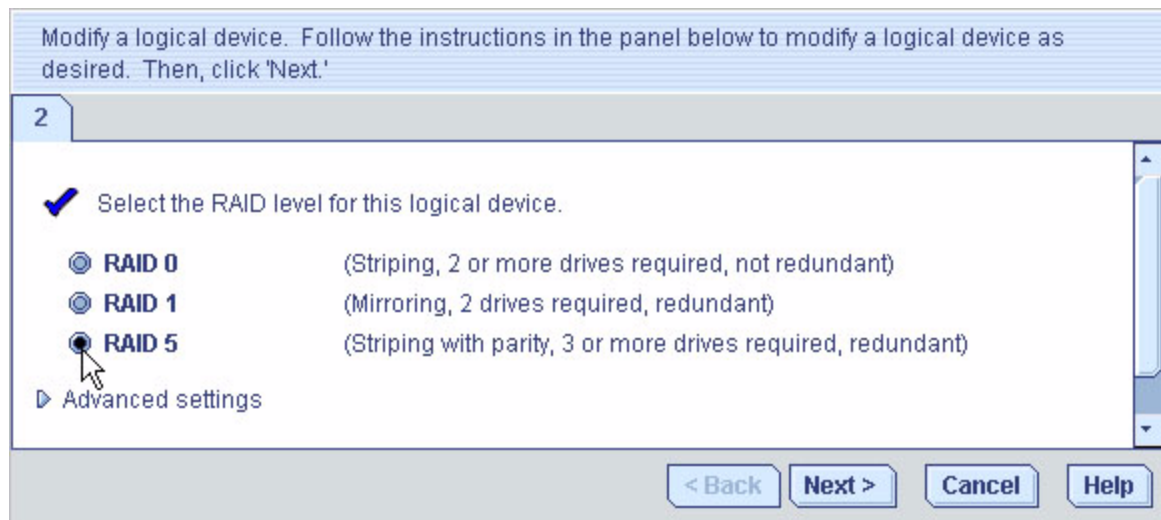 Modify a logical device. Follow the instructions in the panel below to modify a logical device as
desired. Then, click 'Next.'
2
Select the RAID level for this logical device.
RAID 0 (Striping, 2 or more drives required, not redundant)
RAID 1 (Mirroring, 2 drives required, redundant)
RAID 5 (Striping with parity, 3 or more drives required, redundant)
Advanced settings
< Back Next > Cancel Help